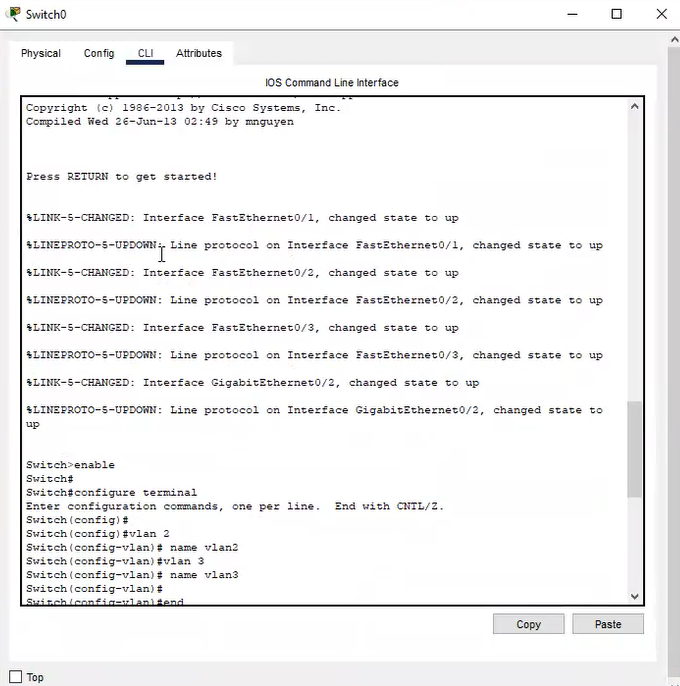 Switch0
Physical Config CLI Attributes
IOS Command Line Interface
Copyright (c) 1986-2013 by Cisco Systems, Inc.
Compiled Wed 26-Jun-13 02:49 by mnguyen
Press RETURN to get started!
%LINK-5-CHANGED: Interface FastEthernet0/1, changed state to up
%LINEPROTO-5-UPDOWN: Line protocol on Interface FastEthernet0/1, changed state to up
%LINK-5-CHANGED: Interface FastEthernet0/2, changed state to up
%LINEPROTO-5-UPDOWN: Line protocol on Interface FastEthernet0/2, changed state to up
%LINK-5-CHANGED: Interface FastEthernet0/3, changed state to up
%LINEPROTO-5-UPDOWN: Line protocol on Interface FastEthernet0/3, changed state to up
%LINK-5-CHANGED: Interface GigabitEthernet0/2, changed state to up
%LINEPROTO-5-UPDOWN: Line protocol on Interface GigabitEthernet0/2, changed state to
up
Switch>enable
Switch#
Switch#configure terminal
Enter configuration commands, one per line.  End with CNTL/Z.
Switch(config)#
Switch(config)#vlan 2
Switch(config-vlan)# name vlan2
Switch(config-vlan)#vlan 3
Switch(config-vlan)# name vlan3
Switch(config-vlan)#
Switch(config-vlan)#end
Copy Paste
Top